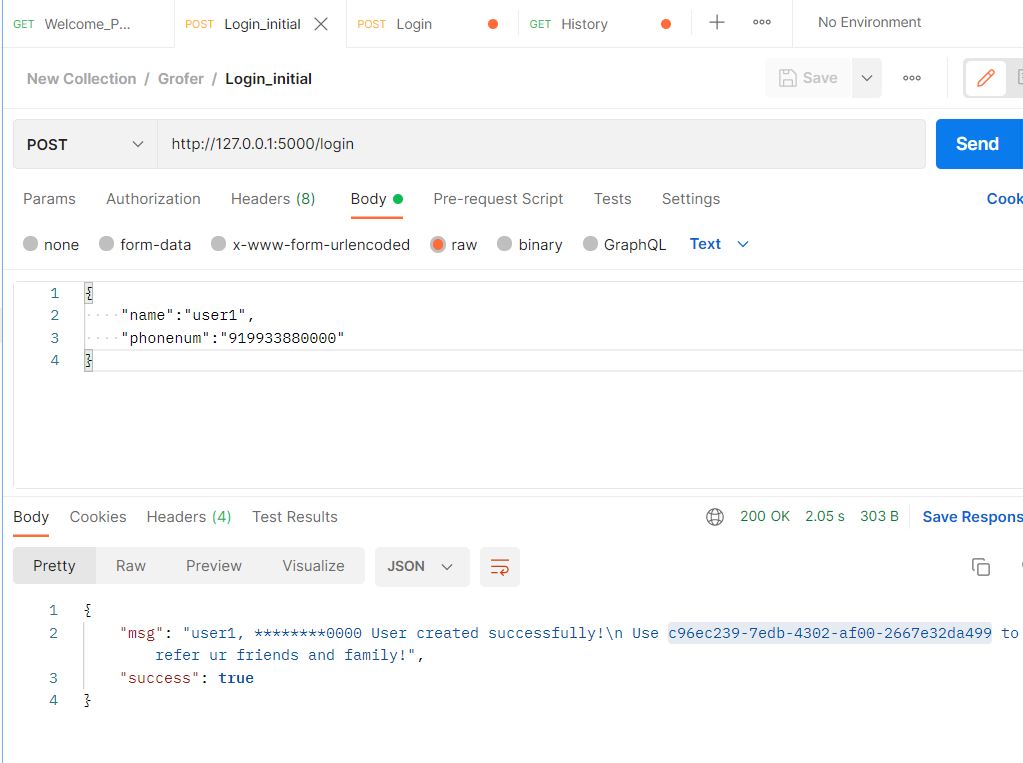 GET Welcome_P... POST Login_initial POST Login GET History No Environment
New Collection / Grofer / Login_initial Save
POST http://127.0.0.1:5000/login Send
Params Authorization Headers (8) Body Pre-request Script Tests Settings Cook
none form-data x-www-form-urlencoded raw binary GraphQL Text
1 {
2 ····"name":"user1",
3 ····"phonenum":"919933880000"
4 }
Body Cookies Headers (4) Test Results 200 OK 2.05 s 303 B Save Respons
Pretty Raw Preview Visualize JSON
1 {
2 "msg": "user1, ********0000 User created successfully!\n Use c96ec239-7edb-4302-af00-2667e32da499 to
refer ur friends and family!",
3 "success": true
4 }